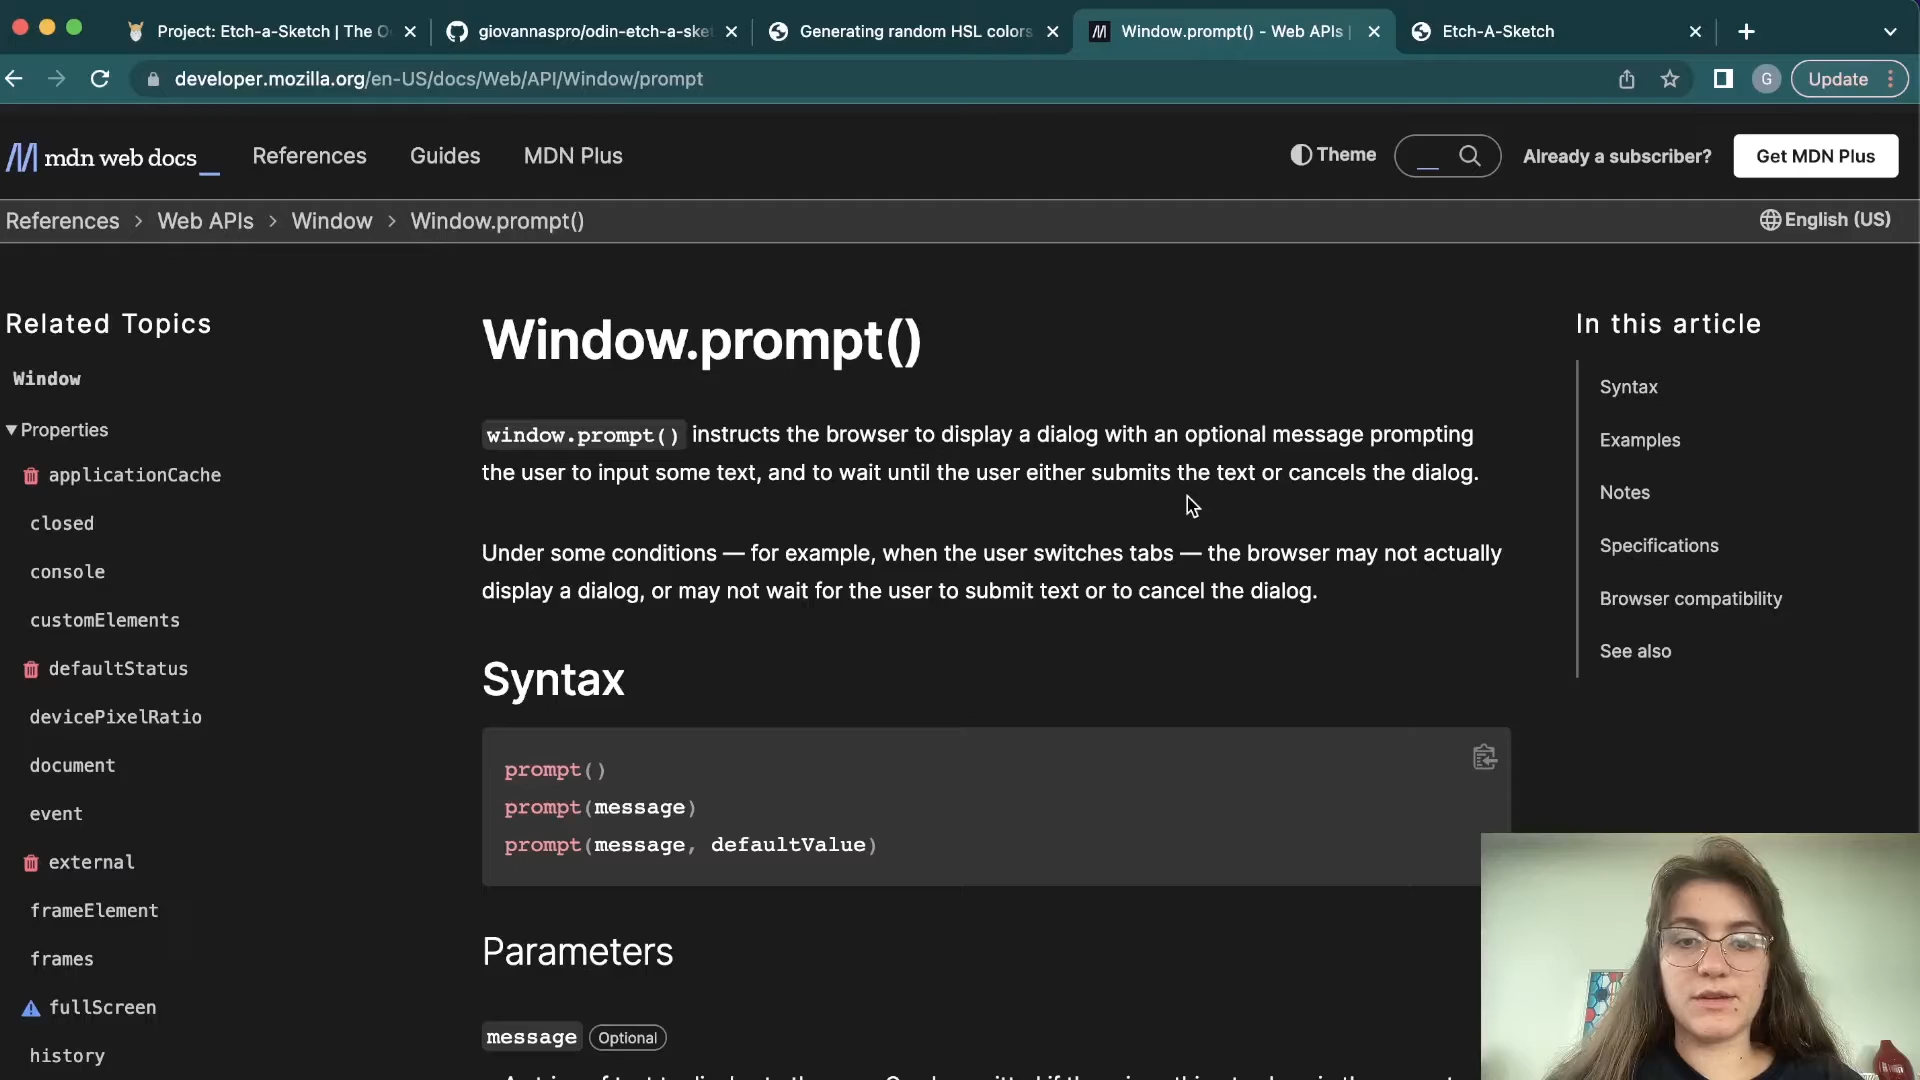 Project: Etch-a-Sketch | The O
giovannaspro/odin-etch-a-ske
Generating random HSL colors
Window.prompt() - Web APIs |
Etch-A-Sketch
developer.mozilla.org/en-US/docs/Web/API/Window/prompt
G
Update
mdn web docs_
References
Guides
MDN Plus
Theme
Already a subscriber?
Get MDN Plus
References > Web APIs > Window > Window.prompt()
English (US)
Related Topics
Window
Properties
applicationCache
closed
console
customElements
defaultStatus
devicePixelRatio
document
event
external
frameElement
frames
fullScreen
history
Window.prompt()
window.prompt() instructs the browser to display a dialog with an optional message prompting
the user to input some text, and to wait until the user either submits the text or cancels the dialog.
Under some conditions — for example, when the user switches tabs — the browser may not actually
display a dialog, or may not wait for the user to submit text or to cancel the dialog.
Syntax
prompt()
prompt(message)
prompt(message, defaultValue)
Parameters
message Optional
In this article
Syntax
Examples
Notes
Specifications
Browser compatibility
See also